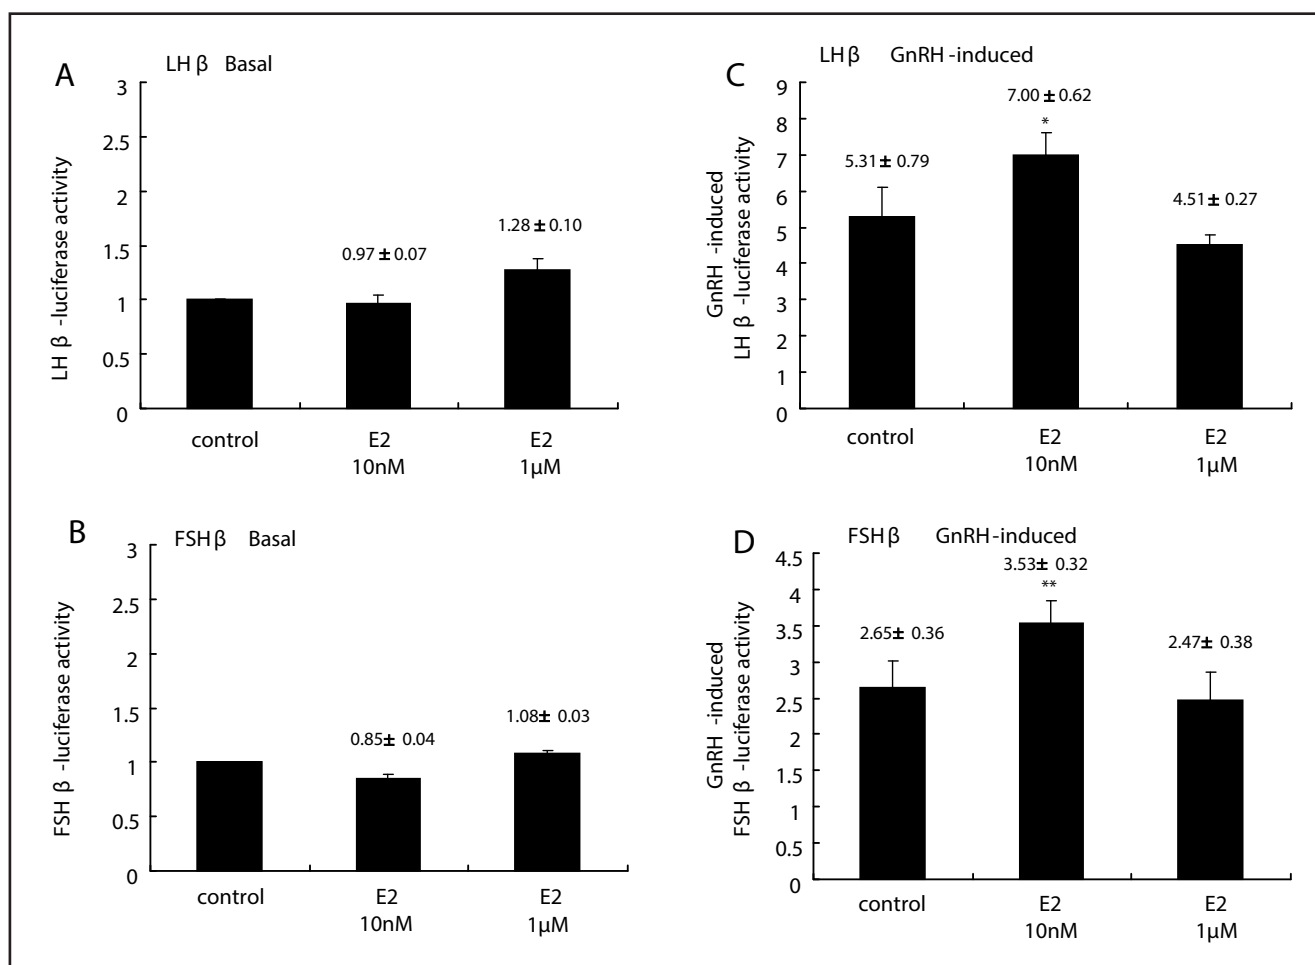 A
LH β Basal
3
2.5
2
1.5
1
0.5
0
LH β -luciferase activity
0.97 ± 0.07
1.28 ± 0.10
control
E2
10nM
E2
1μM
B
FSH β Basal
3
2.5
2
1.5
1
0.5
0
FSH β -luciferase activity
0.85± 0.04
1.08± 0.03
control
E2
10nM
E2
1μM
C
LH β GnRH -induced
9
8
7
6
5
4
3
2
1
0
GnRH -induced
LH β -luciferase activity
5.31± 0.79
7.00 ± 0.62
*
4.51± 0.27
control
E2
10nM
E2
1μM
D
FSH β GnRH-induced
4.5
4
3.5
3
2.5
2
1.5
1
0.5
0
GnRH -induced
FSH β -luciferase activity
2.65± 0.36
3.53± 0.32
**
2.47± 0.38
control
E2
10nM
E2
1μM